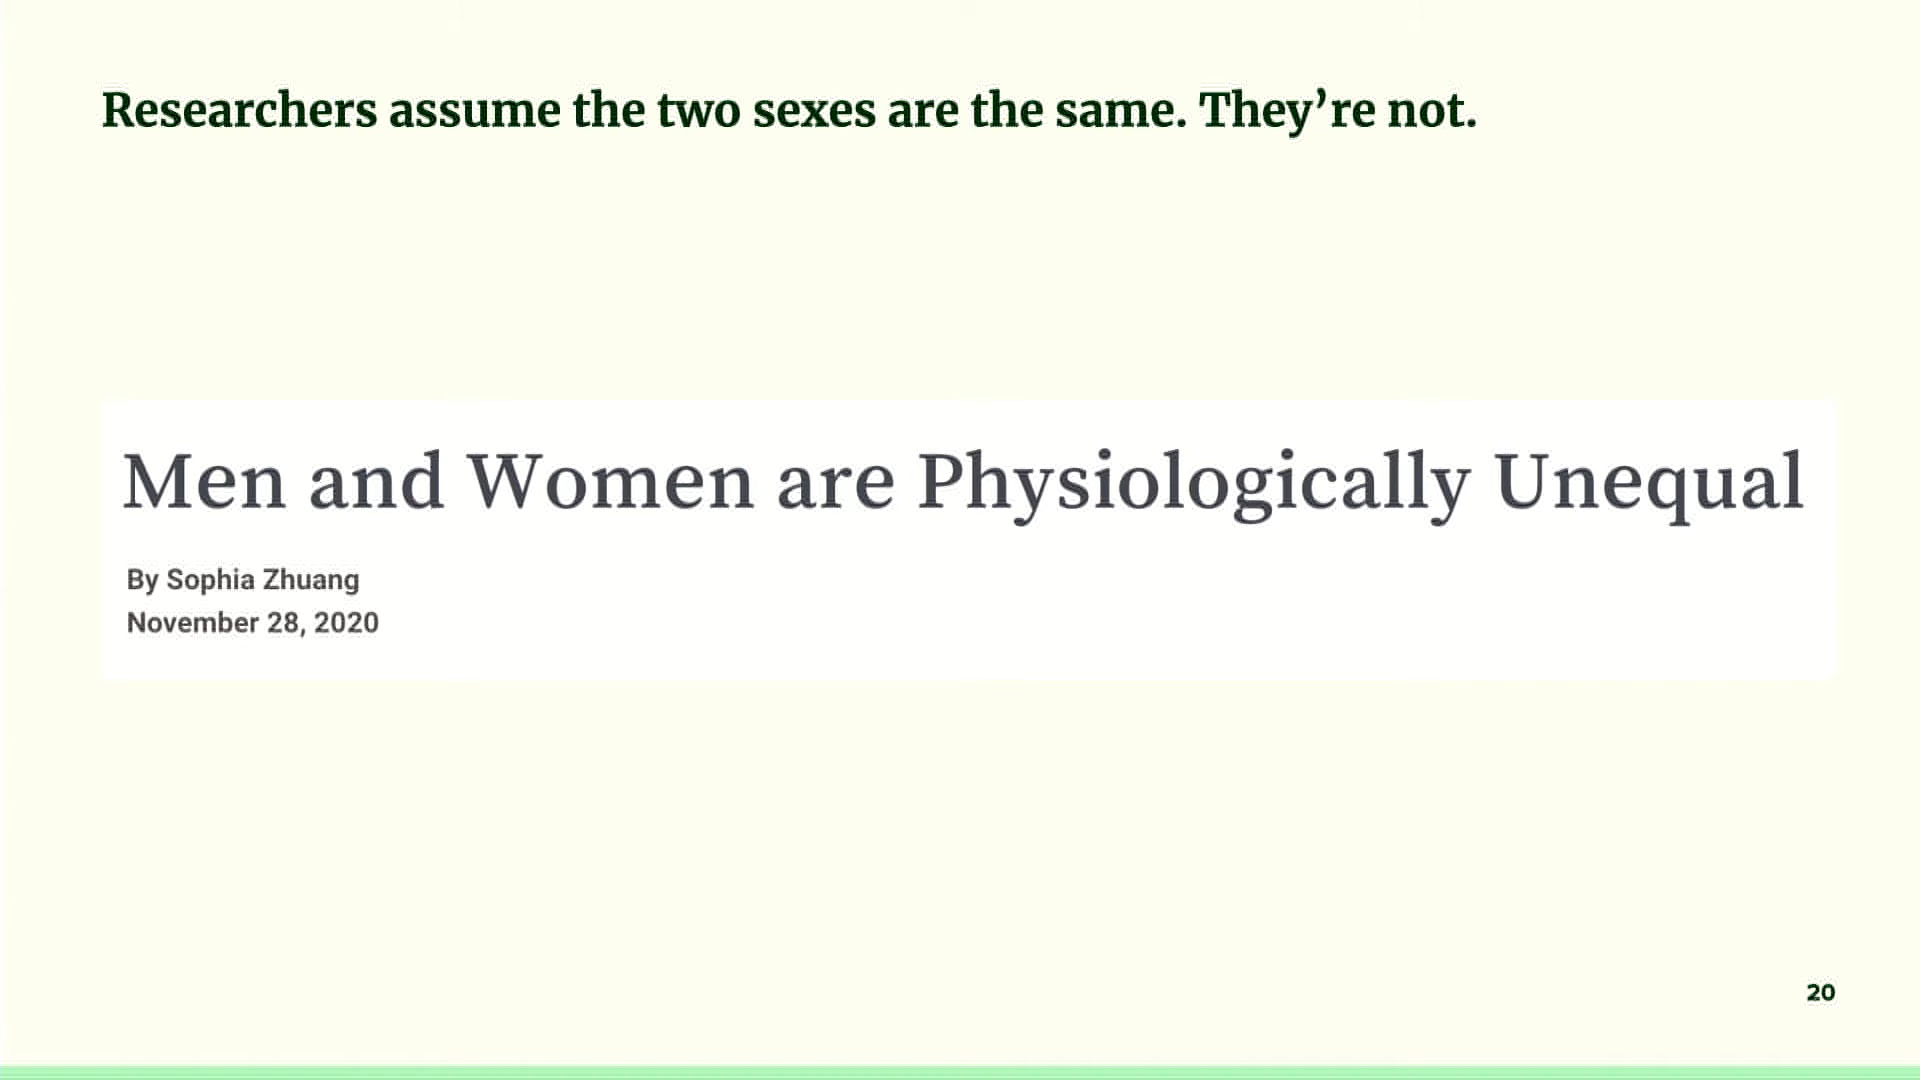 Researchers assume the two sexes are the same. They’re not.
Men and Women are Physiologically Unequal
By Sophia Zhuang
November 28, 2020
20